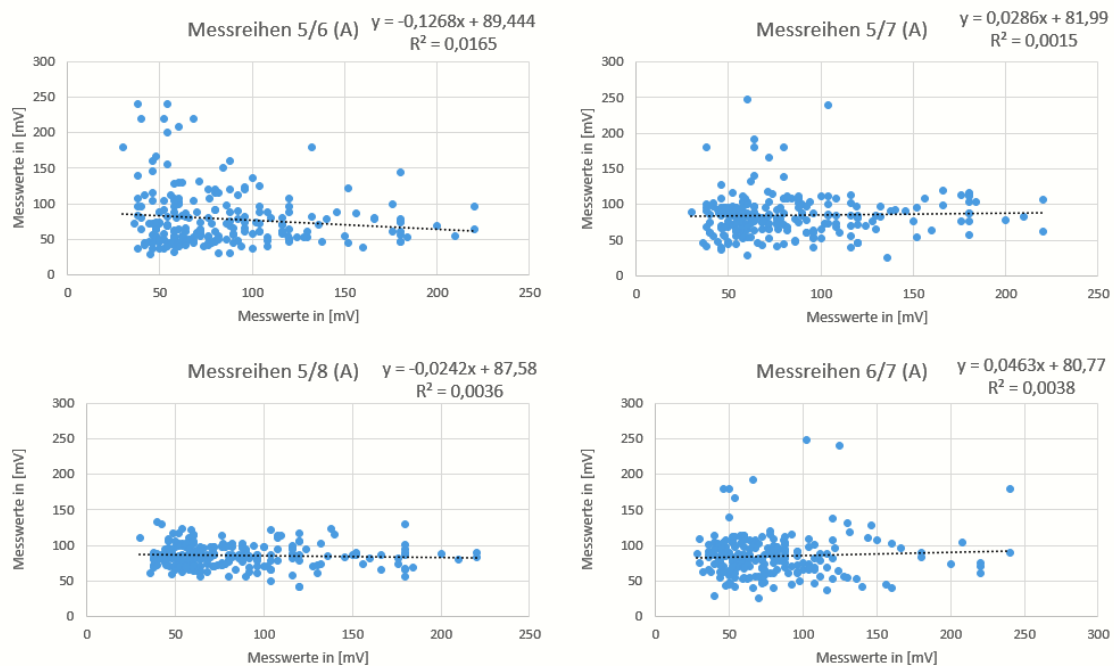 Messreihen 5/6 (A)
y = -0,1268x + 89,444
R² = 0,0165
300
250
200
150
100
50
0
0 50 100 150 200 250
Messwerte in [mV]
Messwerte in [mV]
Messreihen 5/7 (A)
y = 0,0286x + 81,99
R² = 0,0015
300
250
200
150
100
50
0
0 50 100 150 200 250
Messwerte in [mV]
Messwerte in [mV]
Messreihen 5/8 (A)
y = -0,0242x + 87,58
R² = 0,0036
300
250
200
150
100
50
0
0 50 100 150 200 250
Messwerte in [mV]
Messwerte in [mV]
Messreihen 6/7 (A)
y = 0,0463x + 80,77
R² = 0,0038
300
250
200
150
100
50
0
0 50 100 150 200 250 300
Messwerte in [mV]
Messwerte in [mV]